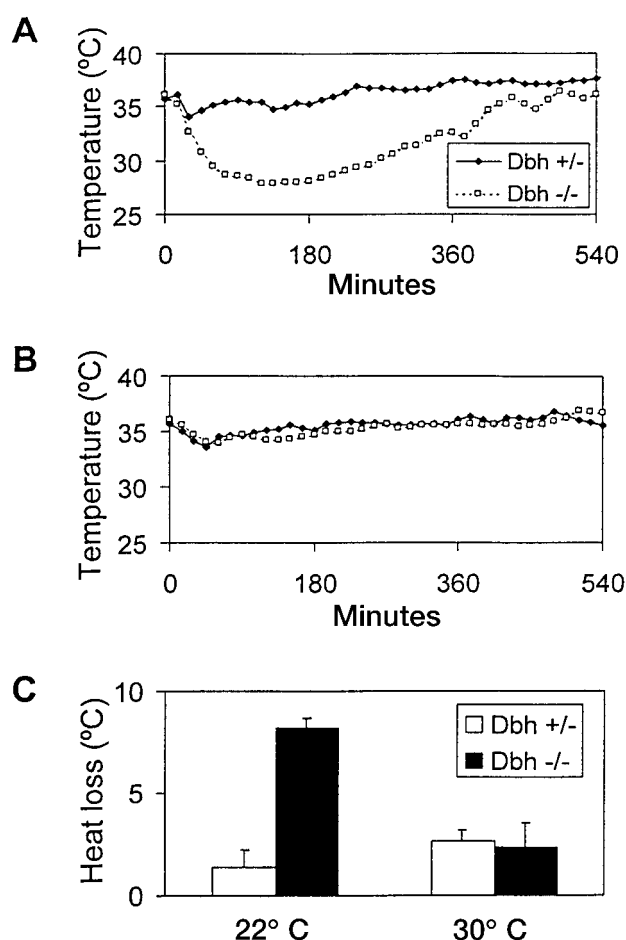 A
Temperature (ºC)
40
35
30
25
Dbh +/-
Dbh -/-
0
180
360
540
Minutes
B
Temperature (ºC)
40
35
30
25
0
180
360
540
Minutes
C
Heat loss (ºC)
10
5
0
Dbh +/-
Dbh -/-
22° C
30° C